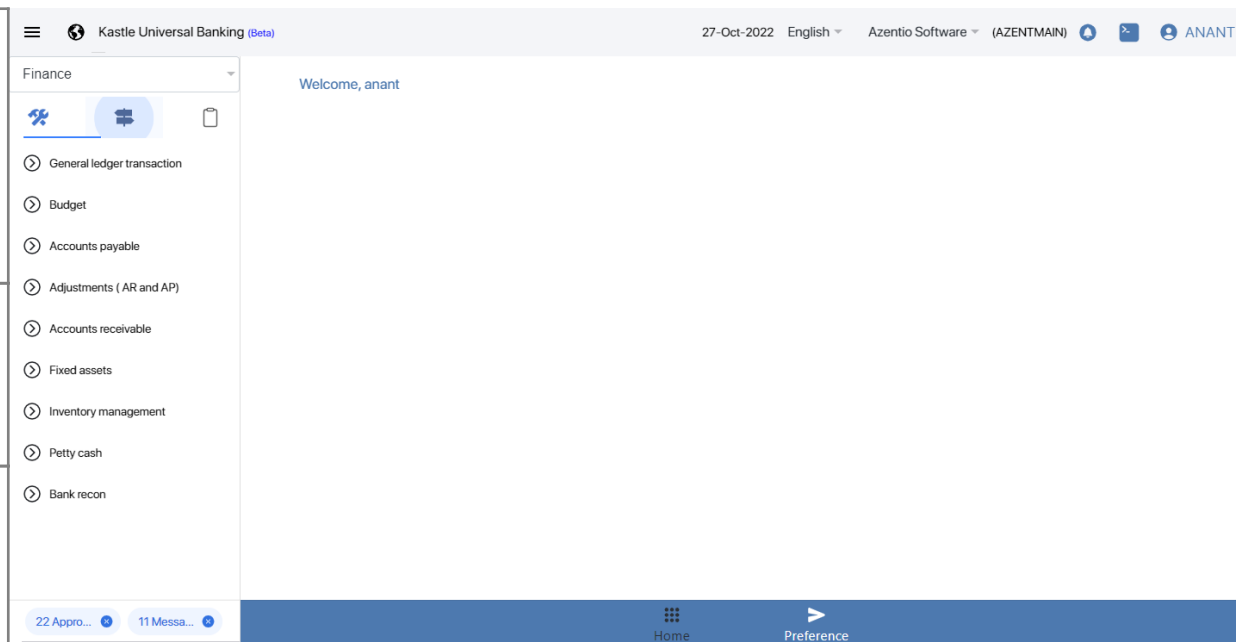 Kastle Universal Banking (Beta)
27-Oct-2022 English Azentio Software (AZENTMAIN) ANANT
Finance
Welcome, anant
General ledger transaction
Budget
Accounts payable
Adjustments ( AR and AP)
Accounts receivable
Fixed assets
Inventory management
Petty cash
Bank recon
22 Appro... 11 Messa...
Home Preference